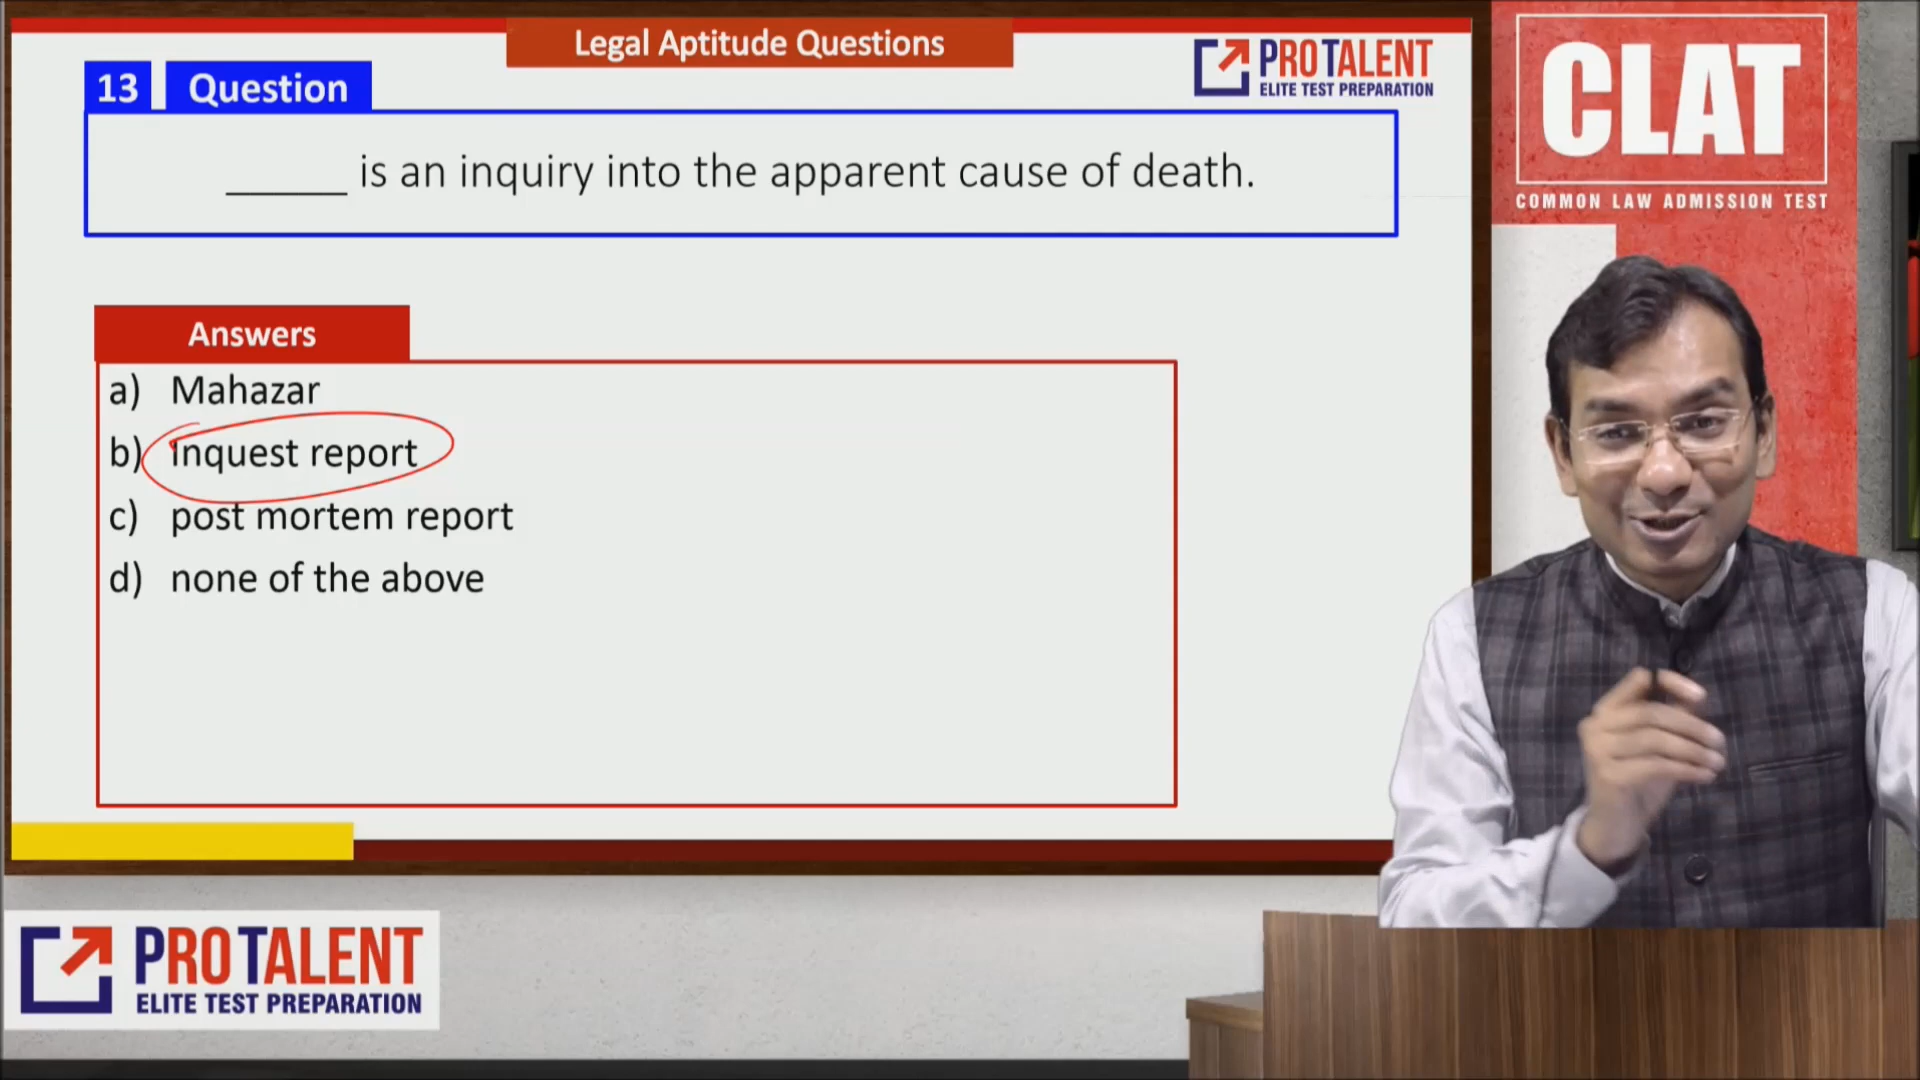 Legal Aptitude Questions
PROTALENT
ELITE TEST PREPARATION
13 Question
______ is an inquiry into the apparent cause of death.
Answers
a) Mahazar
b) Inquest report
c) post mortem report
d) none of the above
CLAT
COMMON LAW ADMISSION TEST
PROTALENT
ELITE TEST PREPARATION